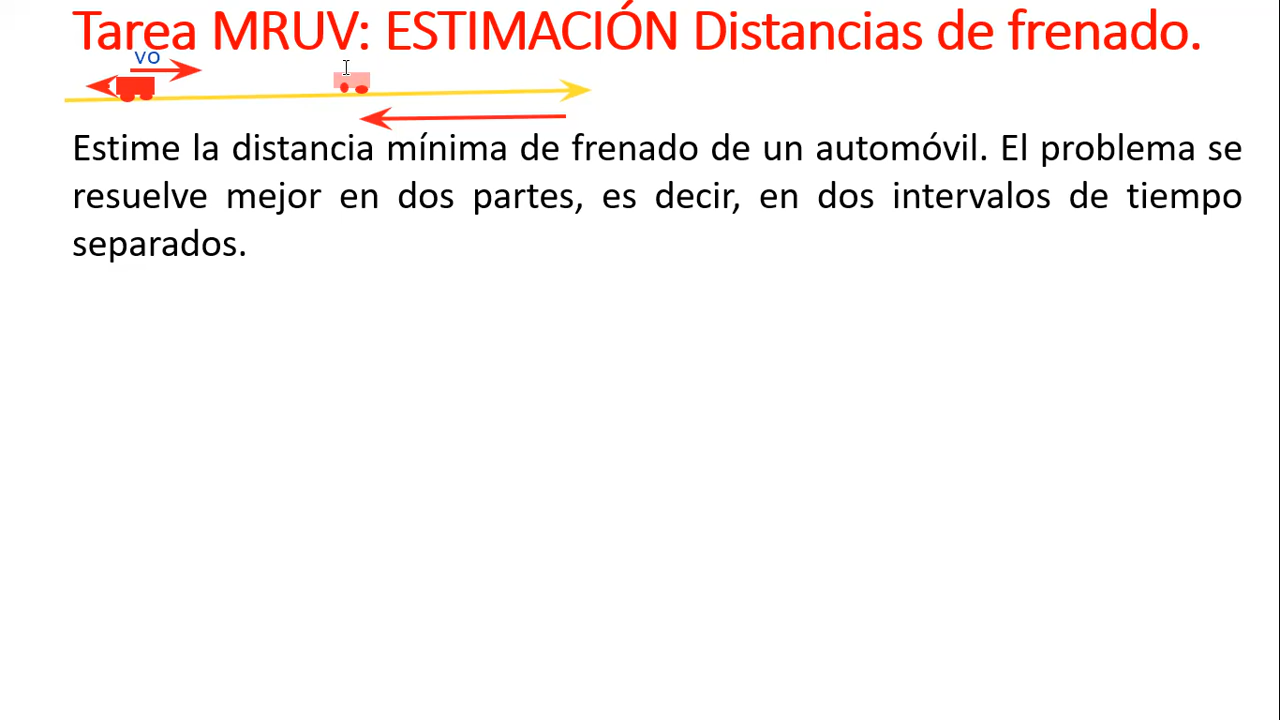 Tarea MRUV: ESTIMACIÓN Distancias de frenado.
vo
Estime la distancia mínima de frenado de un automóvil. El problema se
resuelve mejor en dos partes, es decir, en dos intervalos de tiempo
separados.